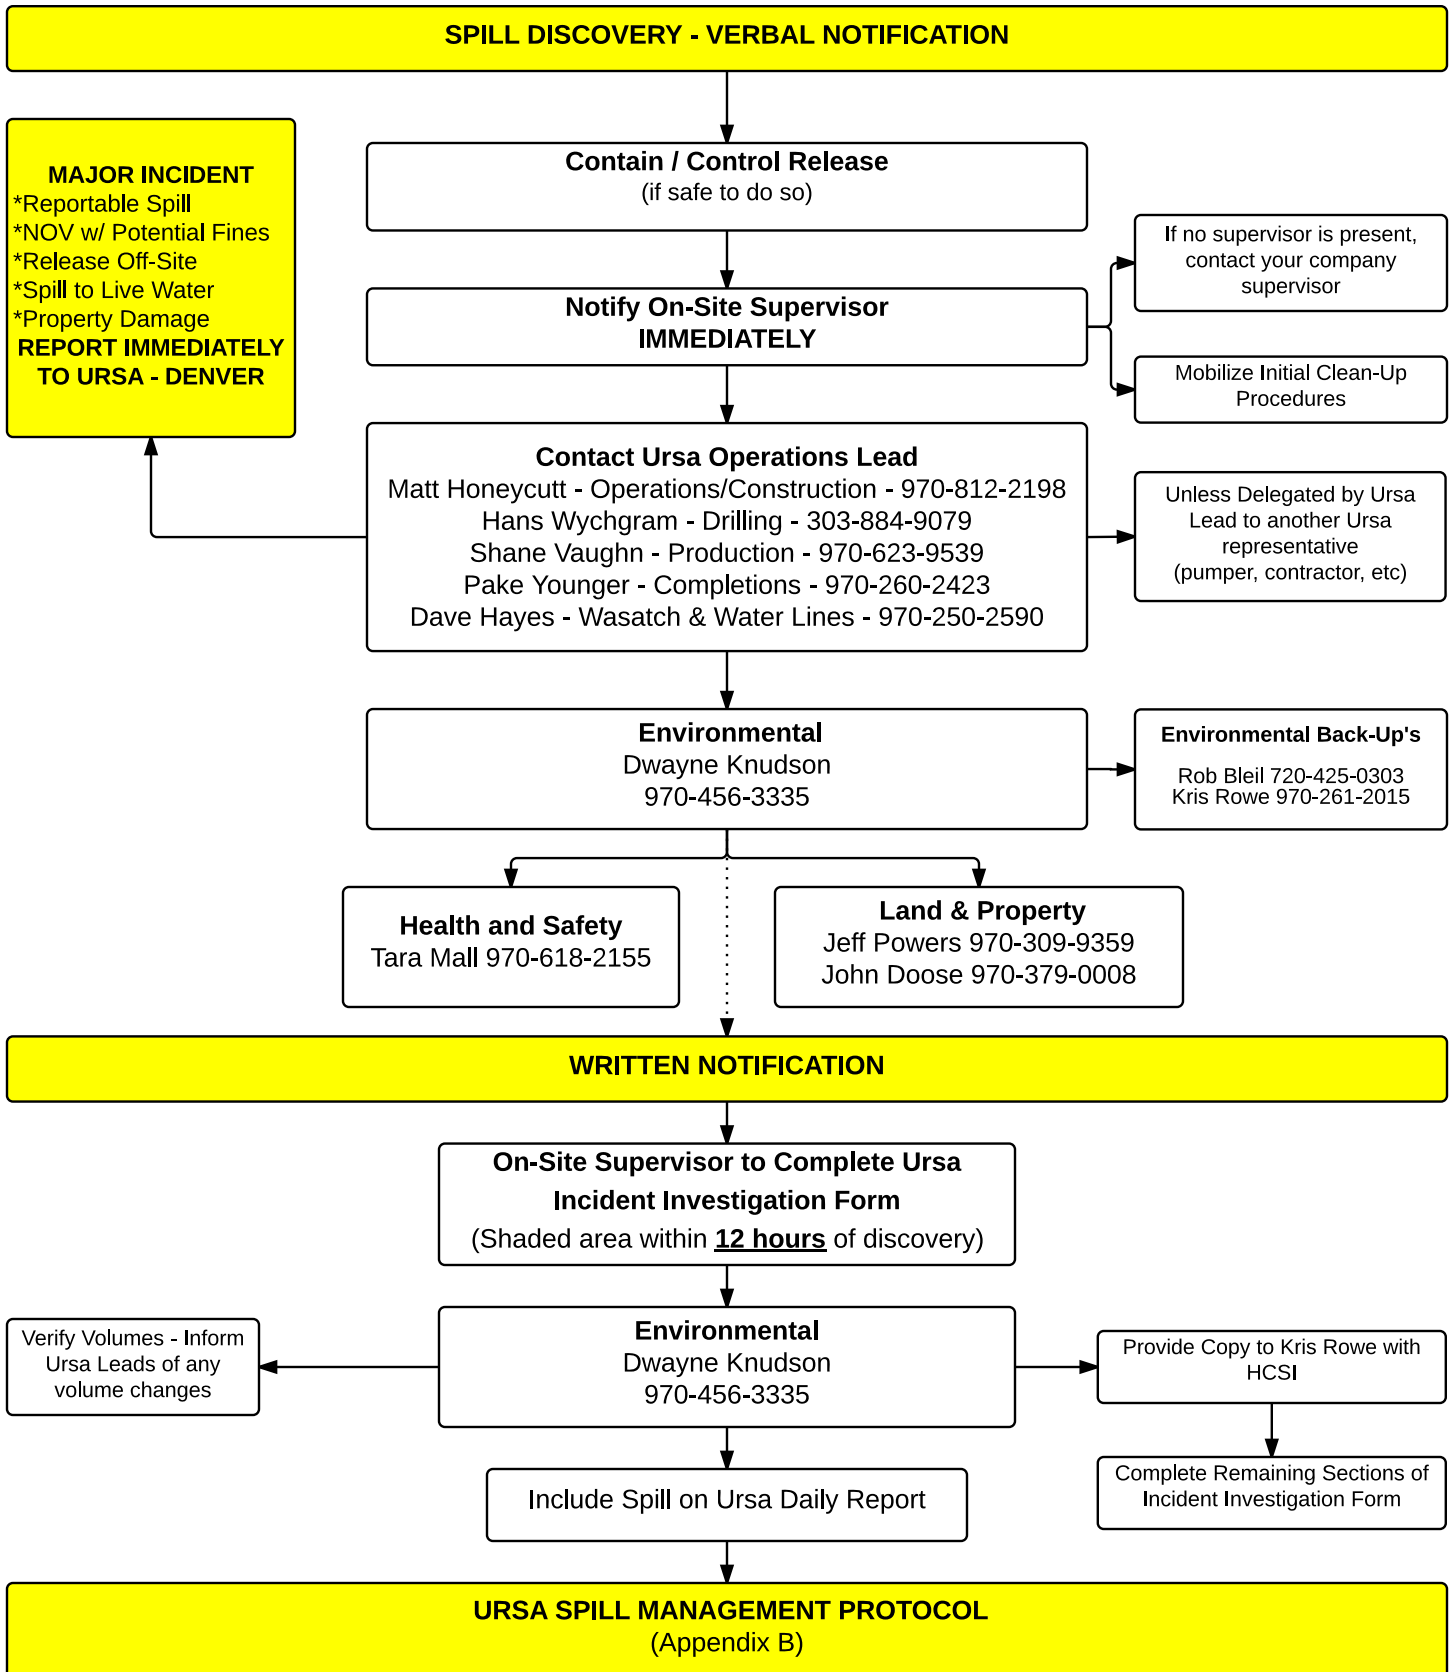 SPILL DISCOVERY - VERBAL NOTIFICATION
MAJOR INCIDENT
*Reportable Spill
*NOV w/ Potential Fines
*Release Off-Site
*Spill to Live Water
*Property Damage
REPORT IMMEDIATELY
TO URSA - DENVER
Contain / Control Release
(if safe to do so)
Notify On-Site Supervisor
IMMEDIATELY
If no supervisor is present,
contact your company
supervisor
Mobilize Initial Clean-Up
Procedures
Contact Ursa Operations Lead
Matt Honeycutt - Operations/Construction - 970-812-2198
Hans Wychgram - Drilling - 303-884-9079
Shane Vaughn - Production - 970-623-9539
Pake Younger - Completions - 970-260-2423
Dave Hayes - Wasatch & Water Lines - 970-250-2590
Unless Delegated by Ursa
Lead to another Ursa
representative
(pumper, contractor, etc)
Environmental
Dwayne Knudson
970-456-3335
Environmental Back-Up's
Rob Bleil 720-425-0303
Kris Rowe 970-261-2015
Health and Safety
Tara Mall 970-618-2155
Land & Property
Jeff Powers 970-309-9359
John Doose 970-379-0008
WRITTEN NOTIFICATION
On-Site Supervisor to Complete Ursa
Incident Investigation Form
(Shaded area within 12 hours of discovery)
Verify Volumes - Inform
Ursa Leads of any
volume changes
Environmental
Dwayne Knudson
970-456-3335
Provide Copy to Kris Rowe with
HCSI
Complete Remaining Sections of
Incident Investigation Form
Include Spill on Ursa Daily Report
URSA SPILL MANAGEMENT PROTOCOL
(Appendix B)